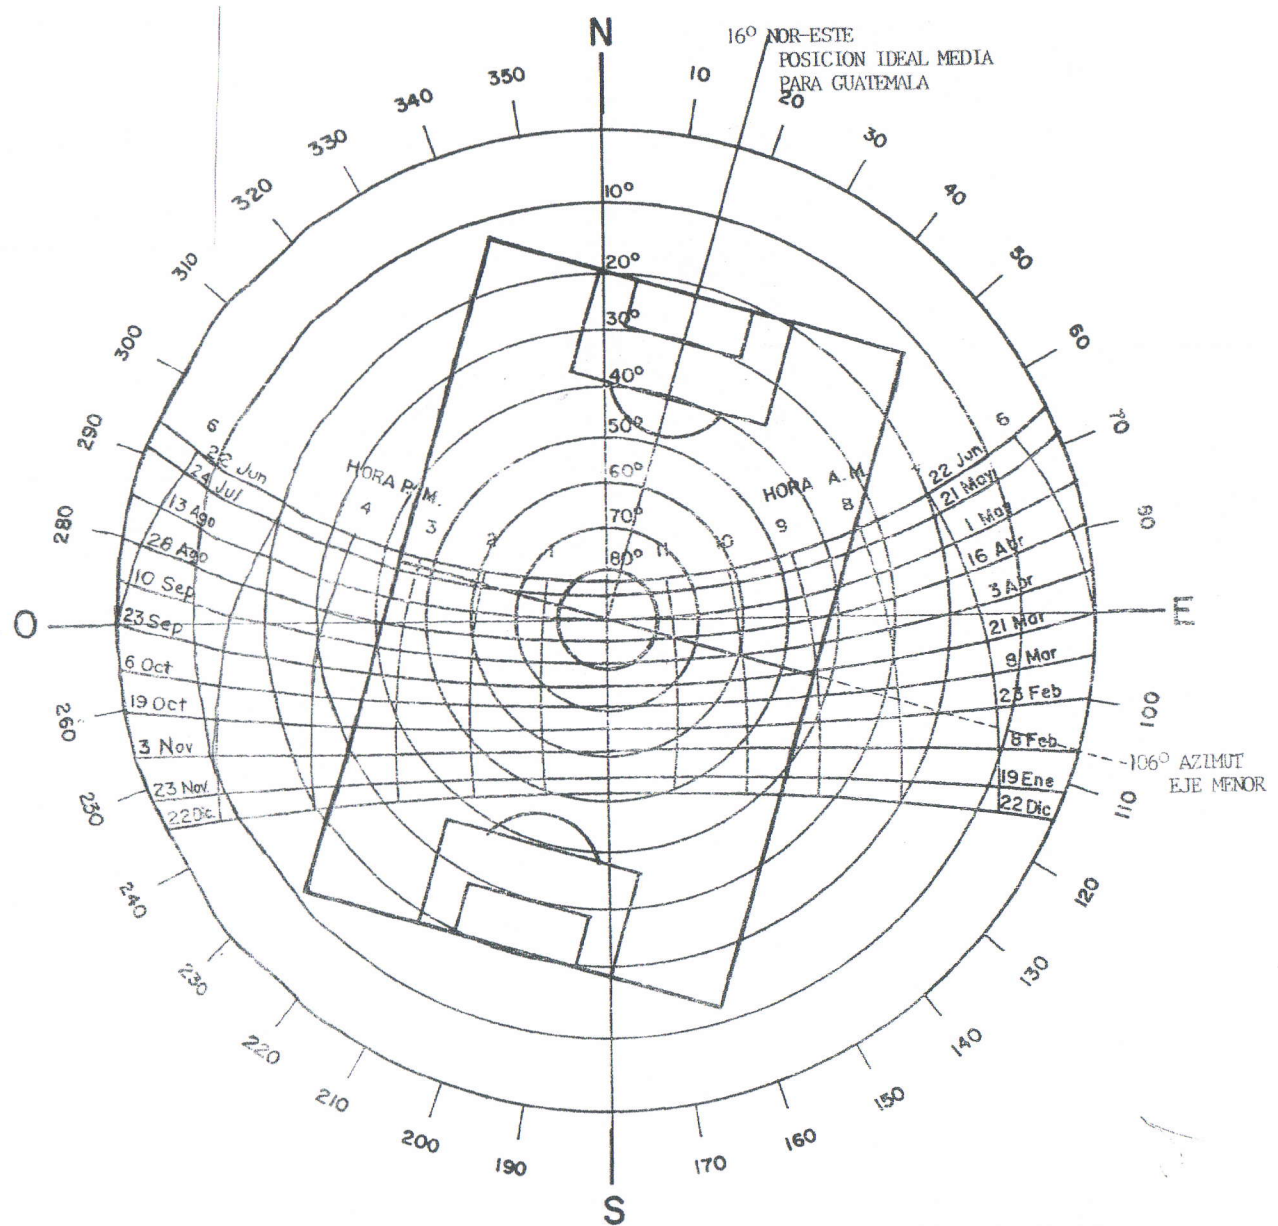 N
16° NOR-ESTE
POSICION IDEAL MEDIA
PARA GUATEMALA
350
10
340
20
330
30
320
40
310
50
300
60
290
70
280
80
260
100
230
110
240
120
230
130
220
140
210
150
200
160
190
170
10°
20°
30°
40°
50°
60°
70°
80°
6
22 Jun
24 Jul
13 Ago
28 Ago
10 Sep
23 Sep
6 Oct
19 Oct
3 Nov
23 Nov
22 Dic
HORA P.M.
4
3
2
1
11
10
9
8
7
HORA A.M.
6
22 Jun
21 May
1 May
16 Abr
3 Abr
21 Mar
8 Mar
23 Feb
8 Feb
19 Ene
22 Dic
O
E
106° AZIMUT
EJE MENOR
S